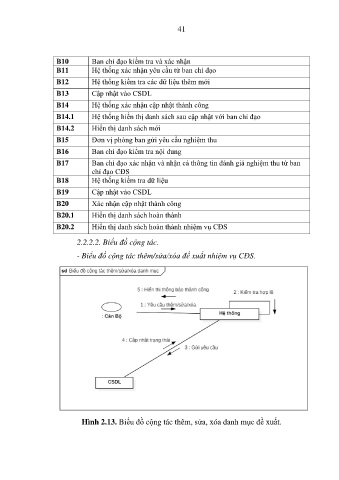 41
B10 Ban chỉ đạo kiểm tra và xác nhận
B11 Hệ thống xác nhận yêu cầu từ ban chỉ đạo
B12 Hệ thống kiểm tra các dữ liệu thêm mới
B13 Cập nhật vào CSDL
B14 Hệ thống xác nhận cập nhật thành công
B14.1 Hệ thống hiển thị danh sách sau cập nhật với ban chỉ đạo
B14.2 Hiển thị danh sách mới
B15 Đơn vị phòng ban gửi yêu cầu nghiệm thu
B16 Ban chỉ đạo kiểm tra nội dung
B17 Ban chỉ đạo xác nhận và nhận cả thông tin đánh giá nghiệm thu từ ban
chỉ đạo CĐS
B18 Hệ thống kiểm tra dữ liệu
B19 Cập nhật vào CSDL
B20 Xác nhận cập nhật thành công
B20.1 Hiển thị danh sách hoàn thành
B20.2 Hiển thị danh sách hoàn thành nhiệm vụ CĐS
2.2.2.2. Biểu đồ cộng tác.
- Biểu đồ cộng tác thêm/sửa/xóa đề xuất nhiệm vụ CĐS.
sd Biểu đồ cộng tác thêm/sửa/xóa danh mục
5 : Hiển thị thông báo thành công
2 : Kiểm tra hợp lệ
1 : Yêu cầu thêm/sửa/xóa
Hệ thống
: Cán Bộ
4 : Cập nhật trạng thái
3 : Gửi yêu cầu
CSDL
Hình 2.13. Biểu đồ cộng tác thêm, sửa, xóa danh mục đề xuất.